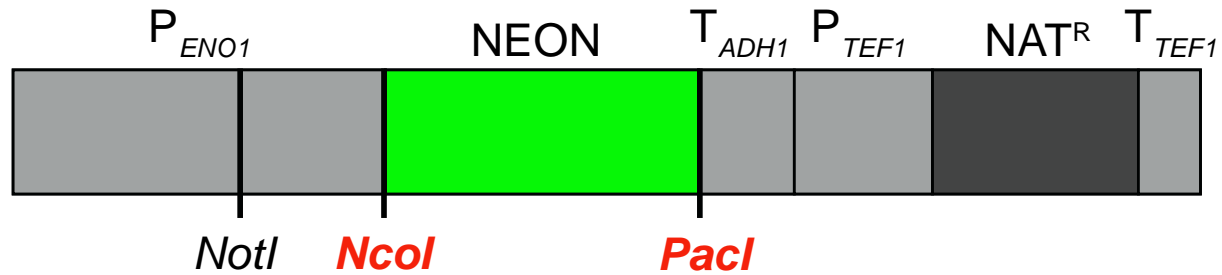 P ENO1 NEON T ADH1 P TEF1 NAT R T TEF1
NotI NcoI PacI